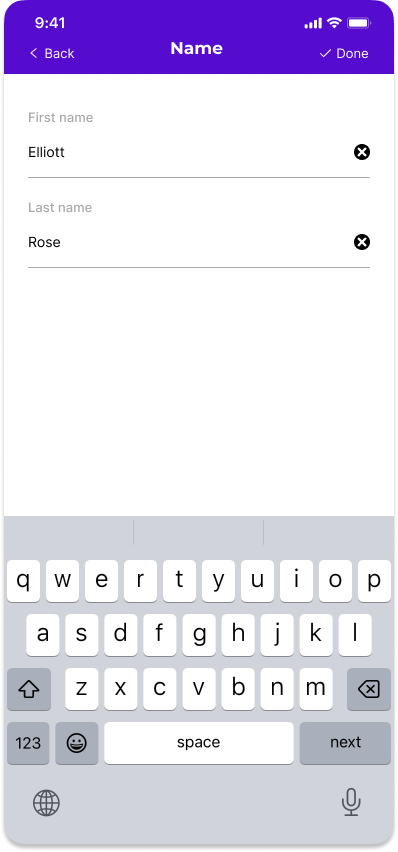 9:41
Back
Name
Done
First name
Elliott
Last name
Rose
q w e r t y u i o p
a s d f g h j k l
z x c v b n m
123 space next